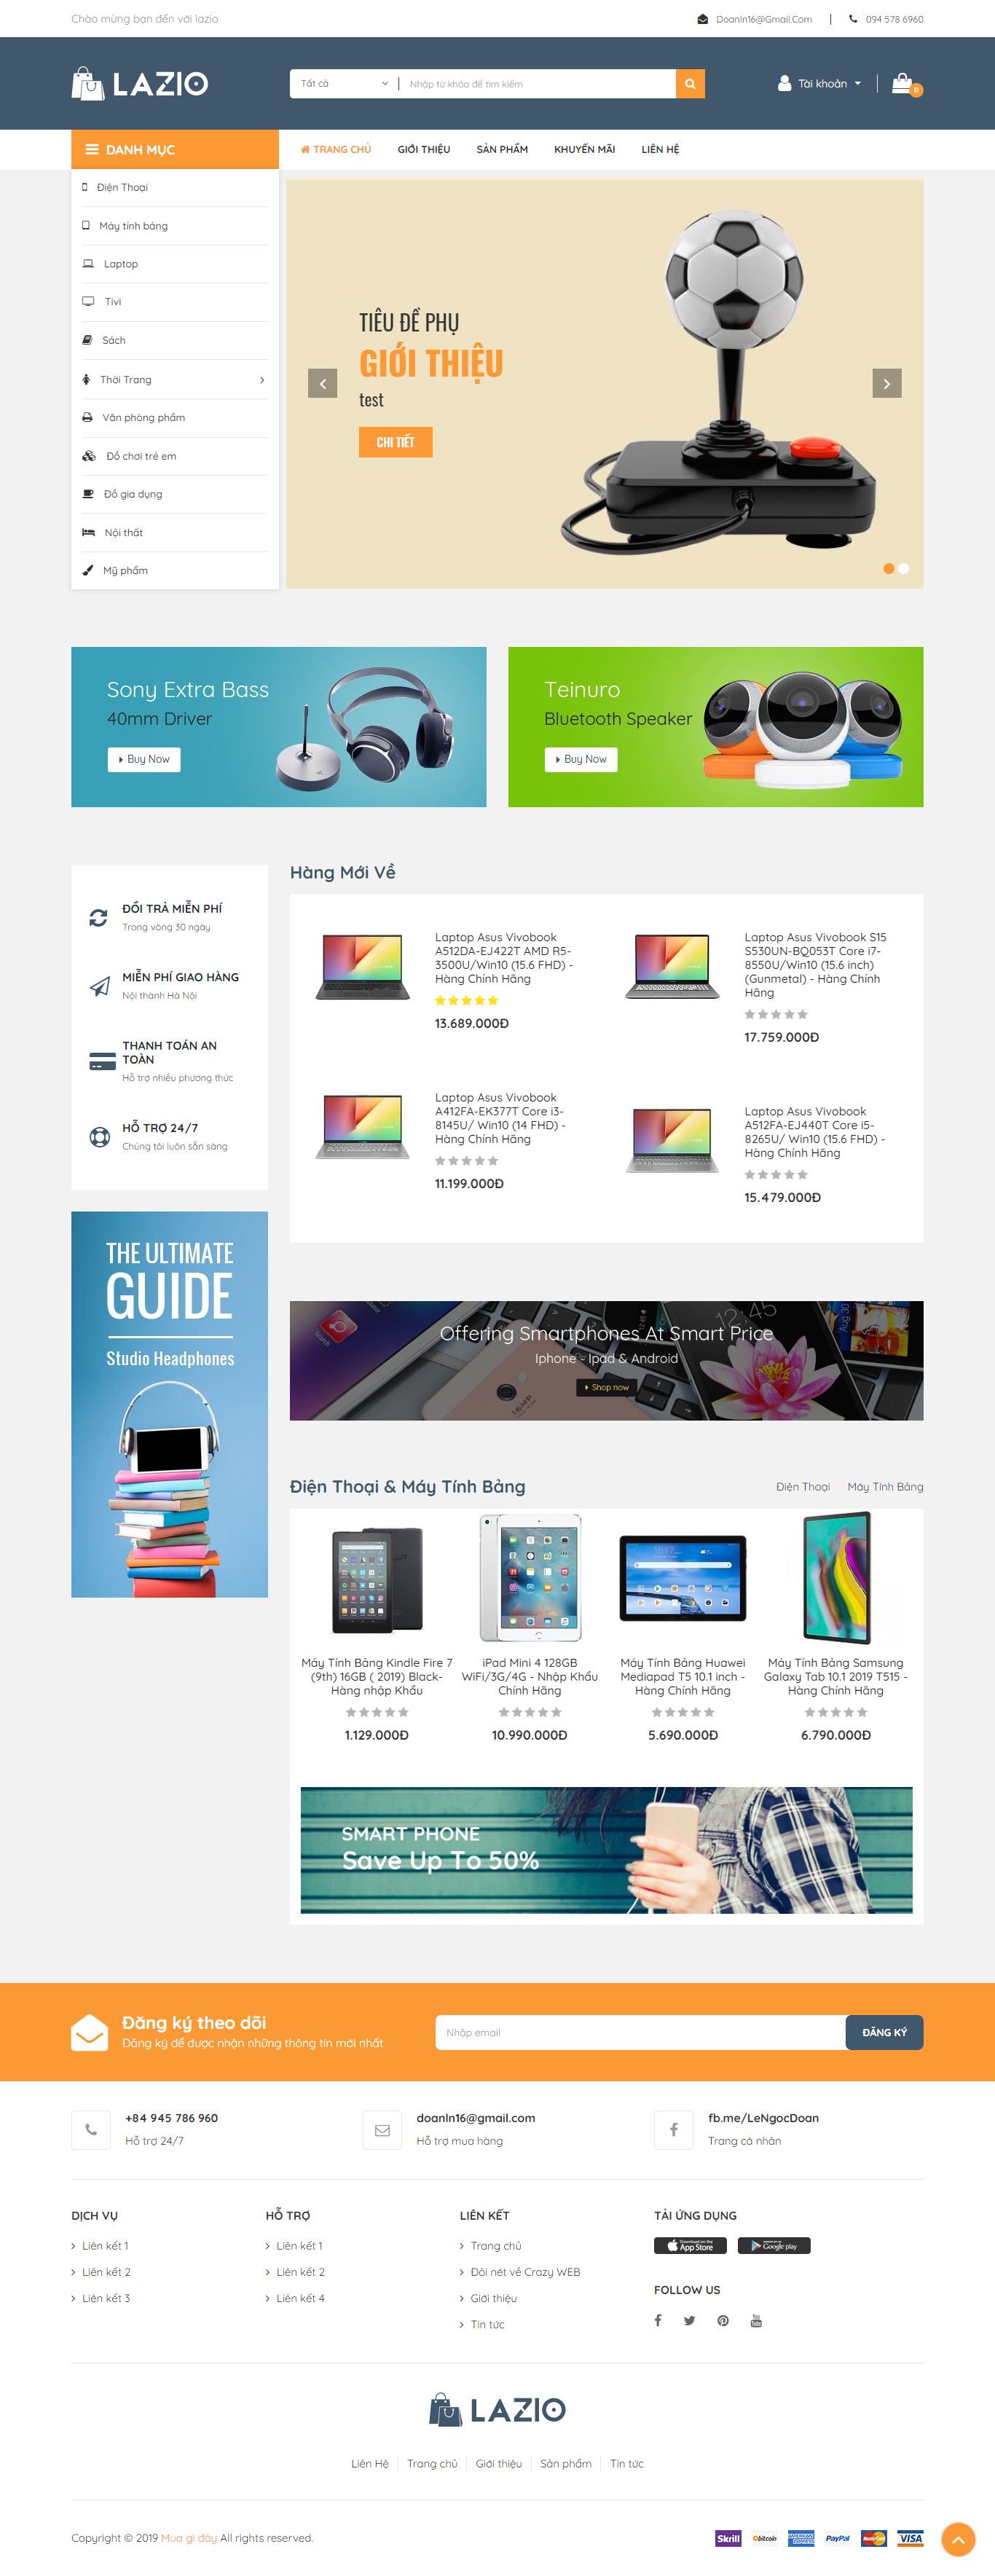 Chào mừng bạn đến với lazio
Doanln16@Gmail.Com
094 578 6960
LAZIO
Tất cả
Nhập từ khóa để tìm kiếm
Tài khoản
0
DANH MỤC
TRANG CHỦ
GIỚI THIỆU
SẢN PHẨM
KHUYẾN MÃI
LIÊN HỆ
Điện Thoại
Máy tính bảng
Laptop
Tivi
Sách
Thời Trang
Văn phòng phẩm
Đồ chơi trẻ em
Đồ gia dụng
Nội thất
Mỹ phẩm
TIÊU ĐỀ PHỤ
GIỚI THIỆU
test
CHI TIẾT
Sony Extra Bass
40mm Driver
Buy Now
Teinuro
Bluetooth Speaker
Buy Now
ĐỔI TRẢ MIỄN PHÍ
Trong vòng 30 ngày
MIỄN PHÍ GIAO HÀNG
Nội thành Hà Nội
THANH TOÁN AN
TOÀN
Hỗ trợ nhiều phương thức
HỖ TRỢ 24/7
Chúng tôi luôn sẵn sàng
THE ULTIMATE
GUIDE
Studio Headphones
Hàng Mới Về
Laptop Asus Vivobook
A512DA-EJ422T AMD R5-
3500U/Win10 (15.6 FHD) -
Hàng Chính Hãng
13.689.000Đ
Laptop Asus Vivobook S15
S530UN-BQ053T Core i7-
8550U/Win10 (15.6 inch)
(Gunmetal) - Hàng Chính
Hãng
17.759.000Đ
Laptop Asus Vivobook
A412FA-EK377T Core i3-
8145U/ Win10 (14 FHD) -
Hàng Chính Hãng
11.199.000Đ
Laptop Asus Vivobook
A512FA-EJ440T Core i5-
8265U/ Win10 (15.6 FHD) -
Hàng Chính Hãng
15.479.000Đ
Offering Smartphones At Smart Price
Iphone - Ipad & Android
Shop now
Điện Thoại & Máy Tính Bảng
Điện Thoại
Máy Tính Bảng
Máy Tính Bảng Kindle Fire 7
(9th) 16GB ( 2019) Black-
Hàng nhập Khẩu
1.129.000Đ
iPad Mini 4 128GB
WiFi/3G/4G - Nhập Khẩu
Chính Hãng
10.990.000Đ
Máy Tính Bảng Huawei
Mediapad T5 10.1 inch -
Hàng Chính Hãng
5.690.000Đ
Máy Tính Bảng Samsung
Galaxy Tab 10.1 2019 T515 -
Hàng Chính Hãng
6.790.000Đ
SMART PHONE
Save Up To 50%
Đăng ký theo dõi
Đăng ký để được nhận những thông tin mới nhất
Nhập email
ĐĂNG KÝ
+84 945 786 960
Hỗ trợ 24/7
doanln16@gmail.com
Hỗ trợ mua hàng
fb.me/LeNgocDoan
Trang cá nhân
DỊCH VỤ
Liên kết 1
Liên kết 2
Liên kết 3
HỖ TRỢ
Liên kết 1
Liên kết 2
Liên kết 4
LIÊN KẾT
Trang chủ
Đôi nét về Crazy WEB
Giới thiệu
Tin tức
TẢI ỨNG DỤNG
App Store
Google play
FOLLOW US
LAZIO
Liên Hệ
Trang chủ
Giới thiệu
Sản phẩm
Tin tức
Copyright © 2019 Mua gì đây All rights reserved.
Skrill
bitcoin
AMERICAN EXPRESS
PayPal
MasterCard
VISA